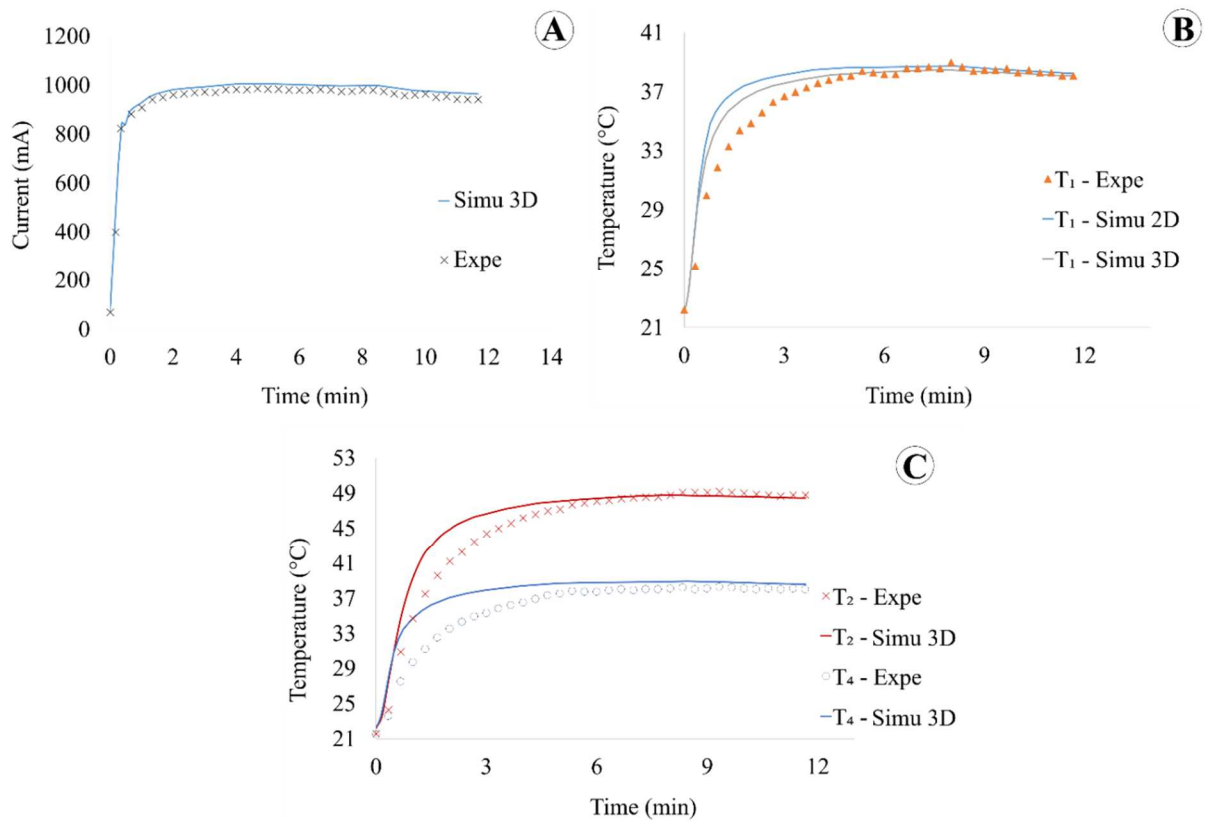 A
1200
1000
800
600
400
200
0
Current (mA)
Simu 3D
Expe
0 2 4 6 8 10 12 14
Time (min)
B
41
37
33
29
25
21
Temperature (°C)
T₁ - Expe
T₁ - Simu 2D
T₁ - Simu 3D
0 3 6 9 12
Time (min)
C
53
49
45
41
37
33
29
25
21
Temperature (°C)
T₂ - Expe
T₂ - Simu 3D
T₄ - Expe
T₄ - Simu 3D
0 3 6 9 12
Time (min)